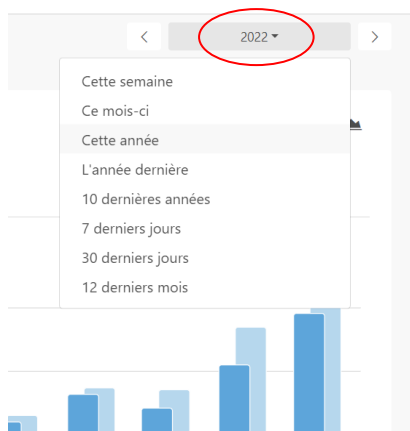 2022
Cette semaine
Ce mois-ci
Cette année
L'année dernière
10 dernières années
7 derniers jours
30 derniers jours
12 derniers mois